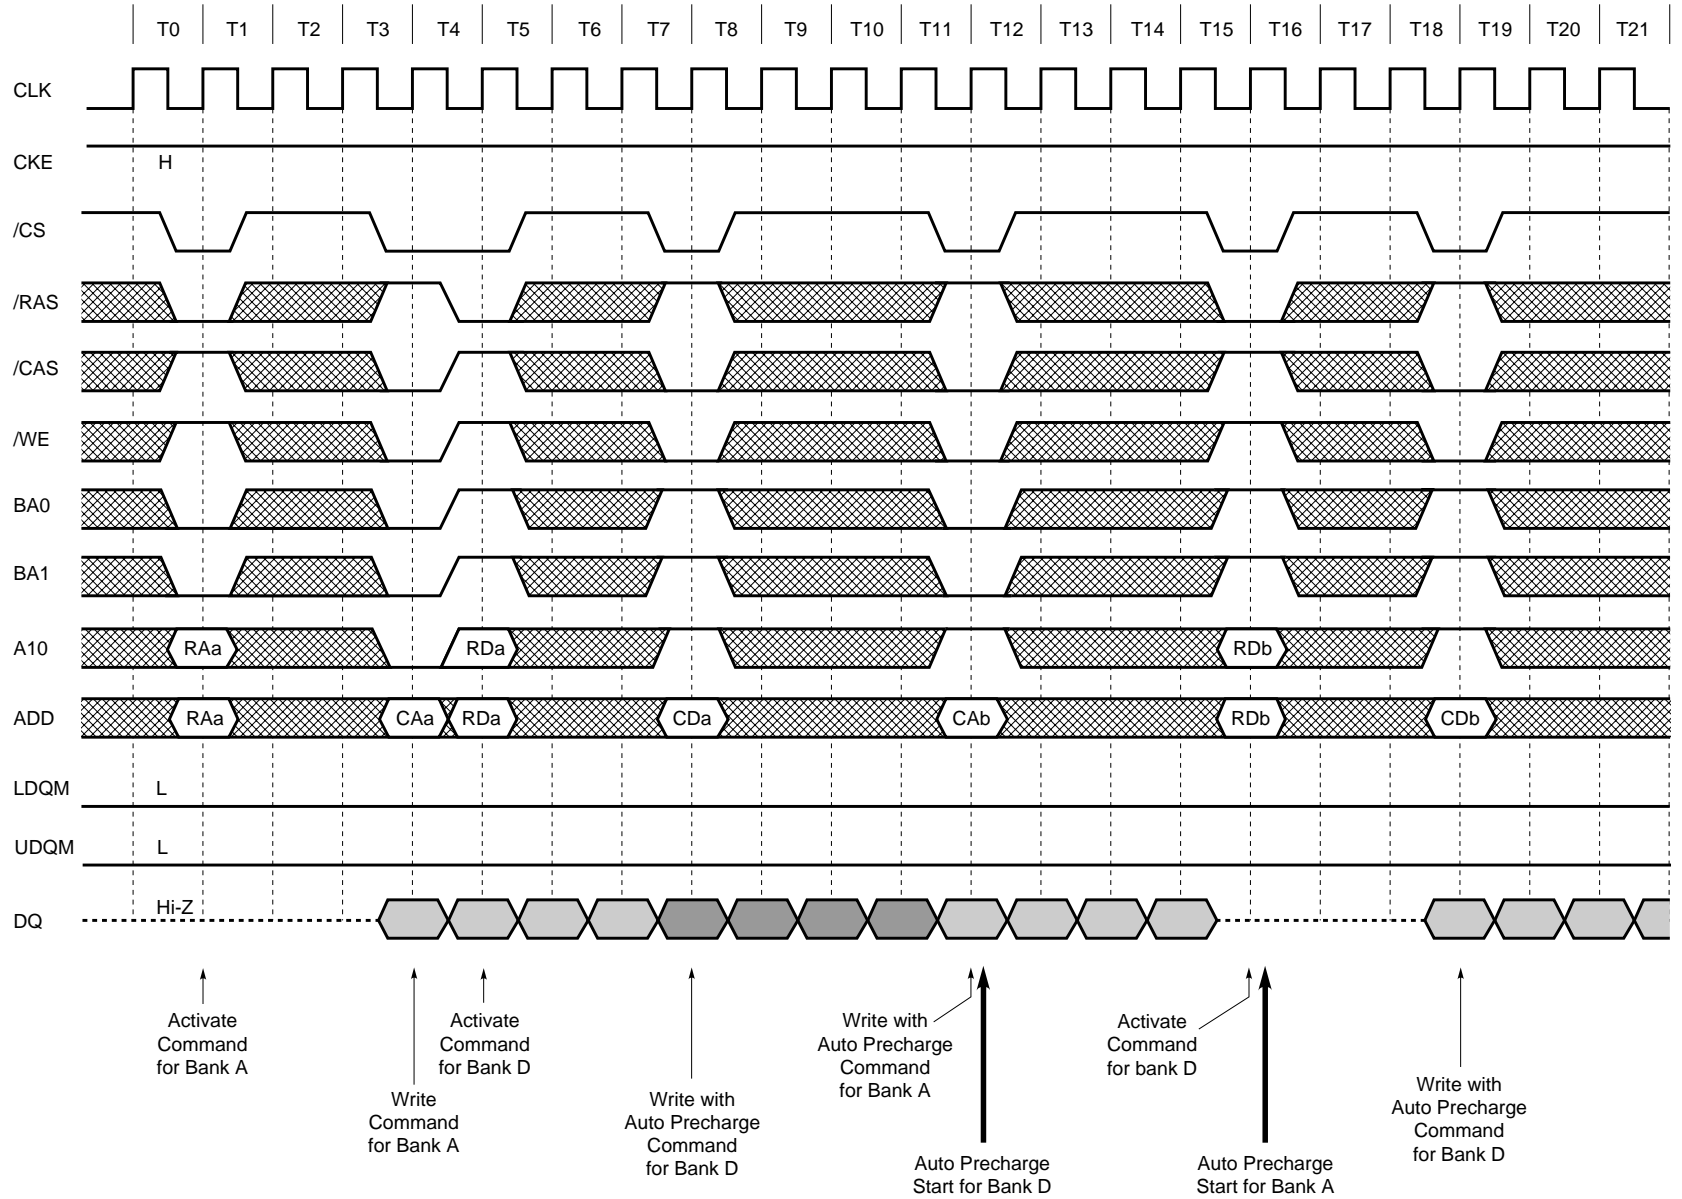 T0 T1 T2 T3 T4 T5 T6 T7 T8 T9 T10 T11 T12 T13 T14 T15 T16 T17 T18 T19 T20 T21
CLK
CKE H
/CS
/RAS
/CAS
/WE
BA0
BA1
A10 RAa RDa RDb
ADD RAa CAa RDa CDa CAb RDb CDb
LDQM L
UDQM L
DQ Hi-Z
Activate
Command
for Bank A
Write
Command
for Bank A
Activate
Command
for Bank D
Write with
Auto Precharge
Command
for Bank D
Write with
Auto Precharge
Command
for Bank A
Auto Precharge
Start for Bank D
Activate
Command
for bank D
Auto Precharge
Start for Bank A
Write with
Auto Precharge
Command
for Bank D